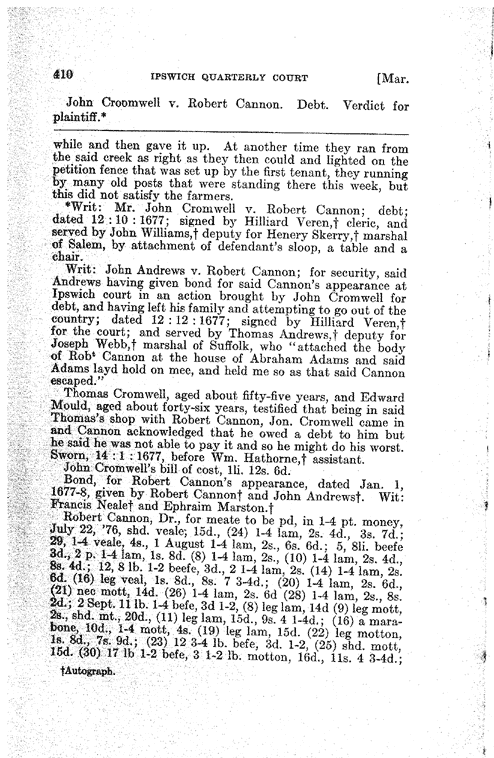 410 IPSWICH QUARTERLY COURT [Mar.
John Croomwell v. Robert Cannon. Debt. Verdict for
plaintiff.*
while and then gave it up. At another time they ran from
the said creek as right as they then could and lighted on the
petition fence that was set up by the first tenant, they running
by many old posts that were standing there this week, but
this did not satisfy the farmers.
*Writ: Mr. John Cromwell v. Robert Cannon; debt;
dated 12 : 10 : 1677; signed by Hilliard Veren,† cleric, and
served by John Williams,† deputy for Henery Skerry,† marshal
of Salem, by attachment of defendant's sloop, a table and a
chair.
Writ: John Andrews v. Robert Cannon; for security, said
Andrews having given bond for said Cannon's appearance at
Ipswich court in an action brought by John Cromwell for
debt, and having left his family and attempting to go out of the
country; dated 12 : 12 : 1677; signed by Hilliard Veren,†
for the court; and served by Thomas Andrews,† deputy for
Joseph Webb,† marshal of Suffolk, who "attached the body
of Robt Cannon at the house of Abraham Adams and said
Adams layd hold on mee, and held me so as that said Cannon
escaped."
Thomas Cromwell, aged about fifty-five years, and Edward
Mould, aged about forty-six years, testified that being in said
Thomas's shop with Robert Cannon, Jon. Cromwell came in
and Cannon acknowledged that he owed a debt to him but
he said he was not able to pay it and so he might do his worst.
Sworn, 14 : 1 : 1677, before Wm. Hathorne,† assistant.
John Cromwell's bill of cost, 1li. 12s. 6d.
Bond, for Robert Cannon's appearance, dated Jan. 1,
1677-8, given by Robert Cannon† and John Andrews†. Wit:
Francis Neale† and Ephraim Marston.†
Robert Cannon, Dr., for meate to be pd, in 1-4 pt. money,
July 22, '76, shd. veale; 15d., (24) 1-4 lam, 2s. 4d., 3s. 7d.;
29, 1-4 veale, 4s., 1 August 1-4 lam, 2s., 6s. 6d.; 5, 8li. beefe
3d., 2 p. 1-4 lam, 1s. 8d. (8) 1-4 lam, 2s., (10) 1-4 lam, 2s. 4d.,
8s. 4d.; 12, 8 lb. 1-2 beefe, 3d., 2 1-4 lam, 2s. (14) 1-4 lam, 2s.
6d. (16) leg veal, 1s. 8d., 8s. 7 3-4d.; (20) 1-4 lam, 2s. 6d.,
(21) nec mott, 14d. (26) 1-4 lam, 2s. 6d (28) 1-4 lam, 2s., 8s.
2d.; 2 Sept. 11 lb. 1-4 befe, 3d 1-2, (8) leg lam, 14d (9) leg mott,
2s., shd. mt., 20d., (11) leg lam, 15d., 9s. 4 1-4d.; (16) a mara-
bone, 10d., 1-4 mott, 4s. (19) leg lam, 15d. (22) leg motton,
1s. 8d., 7s. 9d.; (23) 12 3-4 lb. befe, 3d. 1-2, (25) shd. mott,
15d. (30) 17 lb 1-2 befe, 3 1-2 lb. motton, 16d., 11s. 4 3-4d.;
†Autograph.